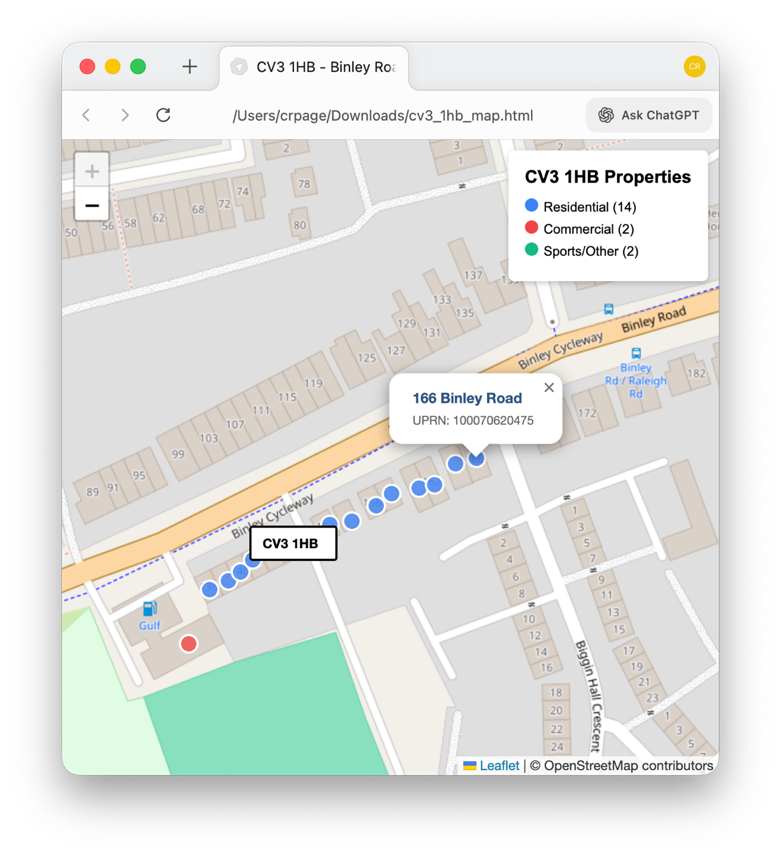 CV3 1HB - Binley Roa
CR
/Users/crpage/Downloads/cv3_1hb_map.html
Ask ChatGPT
+
−
CV3 1HB Properties
Residential (14)
Commercial (2)
Sports/Other (2)
2
3
1
78
74
72
68
62
58
56
50
80
137
133
135
129
131
127
125
119
115
111
107
103
99
95
91
89
Binley Cycleway
Binley Road
Binley
Rd / Raleigh
Rd
182
172
166 Binley Road
UPRN: 100070620475
Binley Cycleway
CV3 1HB
Gulf
1
3
5
7
9
11
13
15
17
19
21
23
1
3
5
2
4
6
8
10
12
14
16
18
20
22
24
Biggin Hall Crescent
Leaflet | © OpenStreetMap contributors